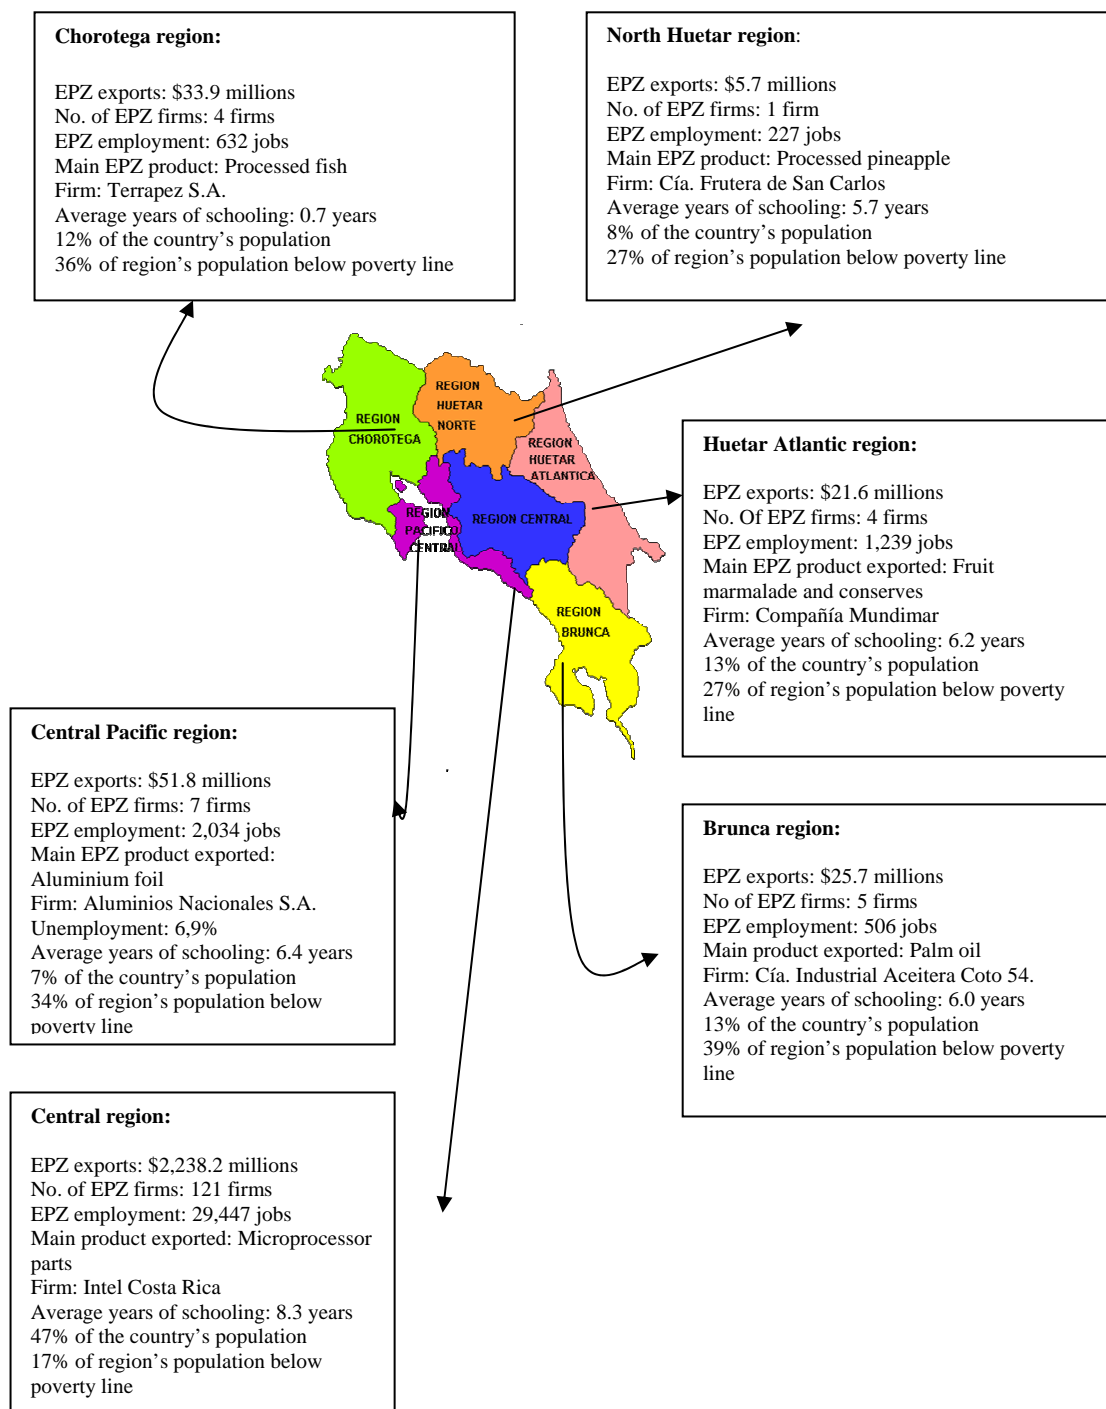 Chorotega region:
EPZ exports: $33.9 millions
No. of EPZ firms: 4 firms
EPZ employment: 632 jobs
Main EPZ product: Processed fish
Firm: Terrapez S.A.
Average years of schooling: 0.7 years
12% of the country’s population
36% of region’s population below poverty line
North Huetar region:
EPZ exports: $5.7 millions
No. of EPZ firms: 1 firm
EPZ employment: 227 jobs
Main EPZ product: Processed pineapple
Firm: Cía. Frutera de San Carlos
Average years of schooling: 5.7 years
8% of the country’s population
27% of region’s population below poverty line
REGION
HUETAR
NORTE
REGION
CHOROTEGA
REGION
HUETAR
ATLANTICA
REGION
PACIFICO
CENTRAL
REGION CENTRAL
REGION
BRUNCA
Huetar Atlantic region:
EPZ exports: $21.6 millions
No. Of EPZ firms: 4 firms
EPZ employment: 1,239 jobs
Main EPZ product exported: Fruit
marmalade and conserves
Firm: Compañía Mundimar
Average years of schooling: 6.2 years
13% of the country’s population
27% of region’s population below poverty
line
Central Pacific region:
EPZ exports: $51.8 millions
No. of EPZ firms: 7 firms
EPZ employment: 2,034 jobs
Main EPZ product exported:
Aluminium foil
Firm: Aluminios Nacionales S.A.
Unemployment: 6,9%
Average years of schooling: 6.4 years
7% of the country’s population
34% of region’s population below
poverty line
Brunca region:
EPZ exports: $25.7 millions
No of EPZ firms: 5 firms
EPZ employment: 506 jobs
Main product exported: Palm oil
Firm: Cía. Industrial Aceitera Coto 54.
Average years of schooling: 6.0 years
13% of the country’s population
39% of region’s population below poverty
line
Central region:
EPZ exports: $2,238.2 millions
No. of EPZ firms: 121 firms
EPZ employment: 29,447 jobs
Main product exported: Microprocessor
parts
Firm: Intel Costa Rica
Average years of schooling: 8.3 years
47% of the country’s population
17% of region’s population below
poverty line